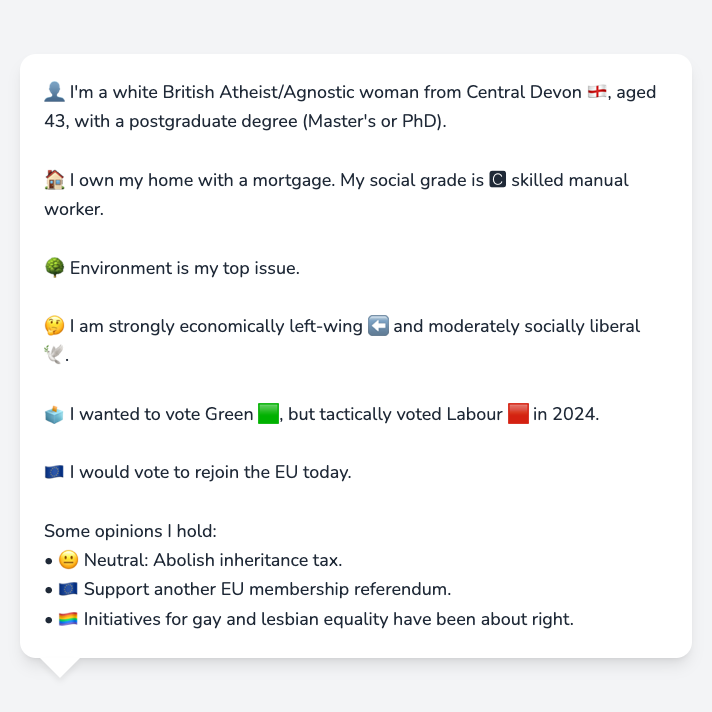 👤 I'm a white British Atheist/Agnostic woman from Central Devon 🏴󠁧󠁢󠁥󠁮󠁧󠁿, aged
43, with a postgraduate degree (Master's or PhD).
🏠 I own my home with a mortgage. My social grade is 🅲 skilled manual
worker.
🌳 Environment is my top issue.
🤔 I am strongly economically left-wing ⬅️ and moderately socially liberal
🕊️.
🗳️ I wanted to vote Green 🟩, but tactically voted Labour 🟥 in 2024.
🇪🇺 I would vote to rejoin the EU today.
Some opinions I hold:
• 😐 Neutral: Abolish inheritance tax.
• 🇪🇺 Support another EU membership referendum.
• 🏳️‍🌈 Initiatives for gay and lesbian equality have been about right.